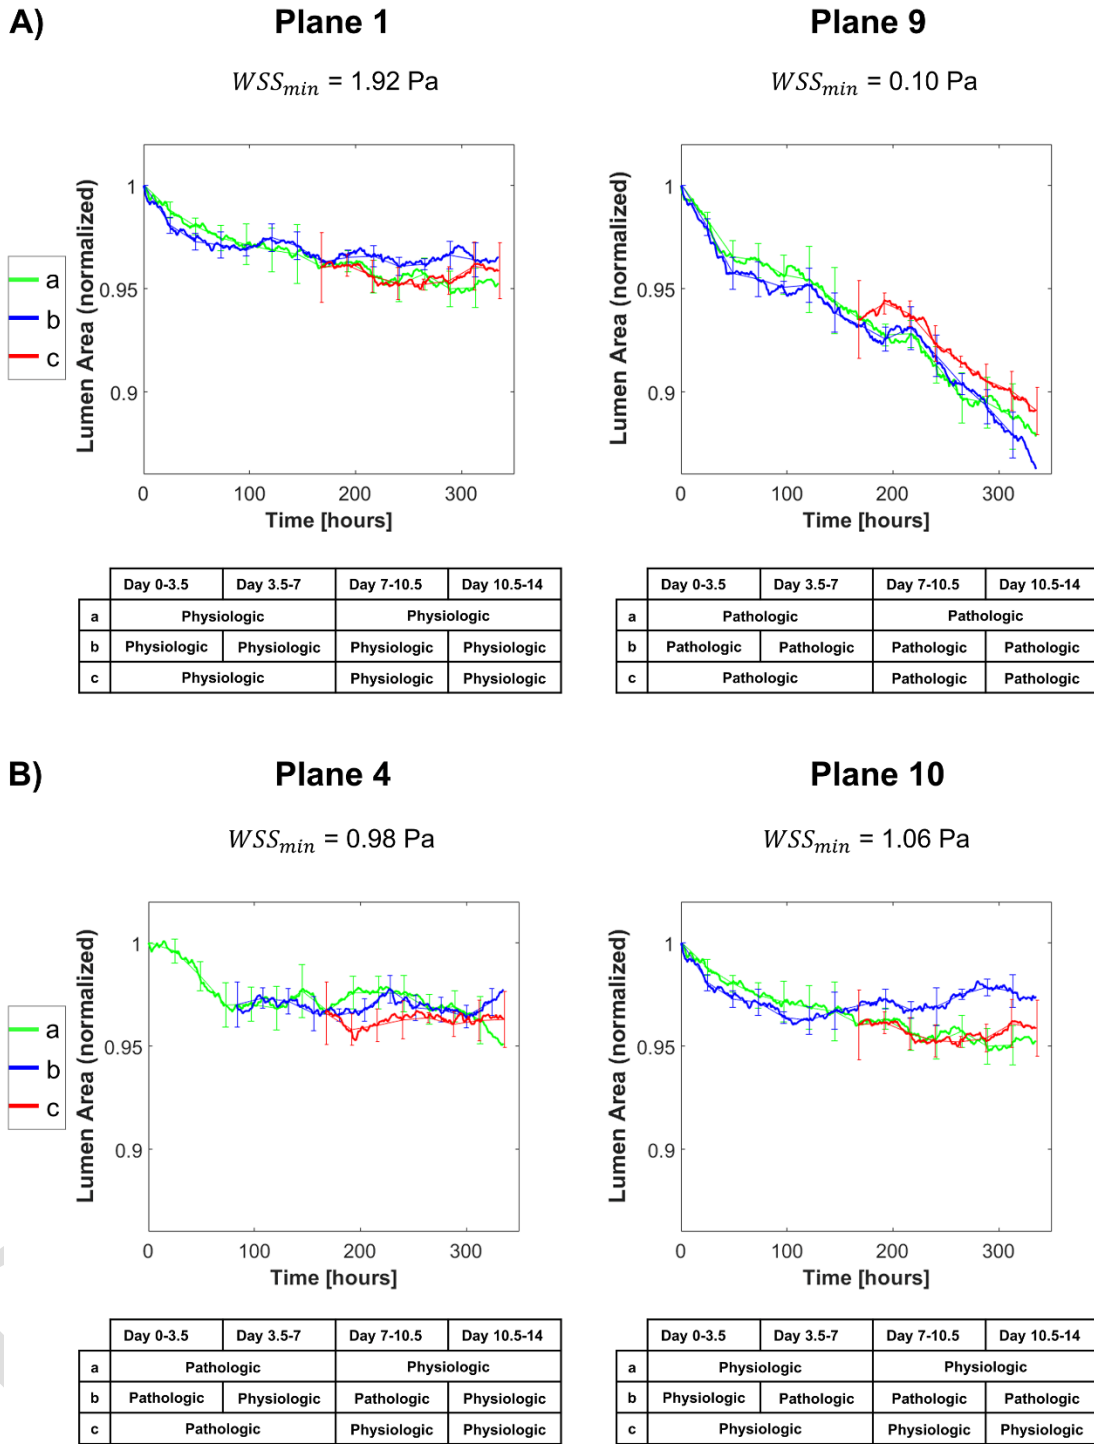 A)
Plane 1
Plane 9
WSSmin = 1.92 Pa
WSSmin = 0.10 Pa
a
b
c
Lumen Area (normalized)
1
0.95
0.9
0 100 200 300
Time [hours]
Lumen Area (normalized)
1
0.95
0.9
0 100 200 300
Time [hours]
Day 0-3.5 Day 3.5-7 Day 7-10.5 Day 10.5-14
a Physiologic Physiologic
b Physiologic Physiologic Physiologic Physiologic
c Physiologic Physiologic Physiologic
Day 0-3.5 Day 3.5-7 Day 7-10.5 Day 10.5-14
a Pathologic Pathologic
b Pathologic Pathologic Pathologic Pathologic
c Pathologic Pathologic Pathologic
B)
Plane 4
Plane 10
WSSmin = 0.98 Pa
WSSmin = 1.06 Pa
a
b
c
Lumen Area (normalized)
1
0.95
0.9
0 100 200 300
Time [hours]
Lumen Area (normalized)
1
0.95
0.9
0 100 200 300
Time [hours]
Day 0-3.5 Day 3.5-7 Day 7-10.5 Day 10.5-14
a Pathologic Physiologic
b Pathologic Physiologic Pathologic Physiologic
c Pathologic Physiologic Physiologic
Day 0-3.5 Day 3.5-7 Day 7-10.5 Day 10.5-14
a Physiologic Physiologic
b Physiologic Pathologic Pathologic Pathologic
c Physiologic Physiologic Physiologic